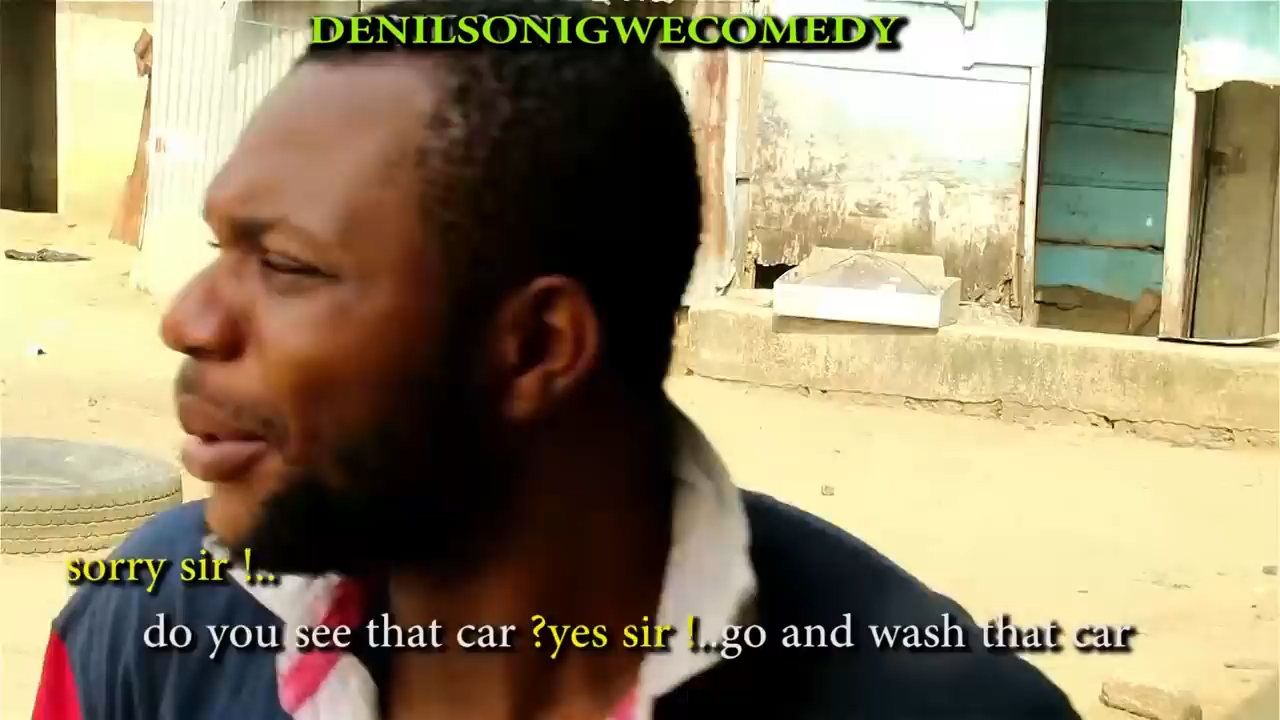 DENILSONIGWECOMEDY
sorry sir !..
do you see that car ?yes sir !..go and wash that car